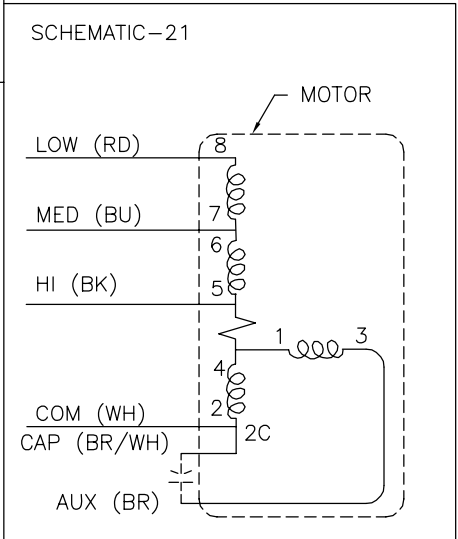 SCHEMATIC-21
MOTOR
LOW (RD)
8
7
MED (BU)
6
5
HI (BK)
1
3
4
2
COM (WH)
2C
CAP (BR/WH)
AUX (BR)